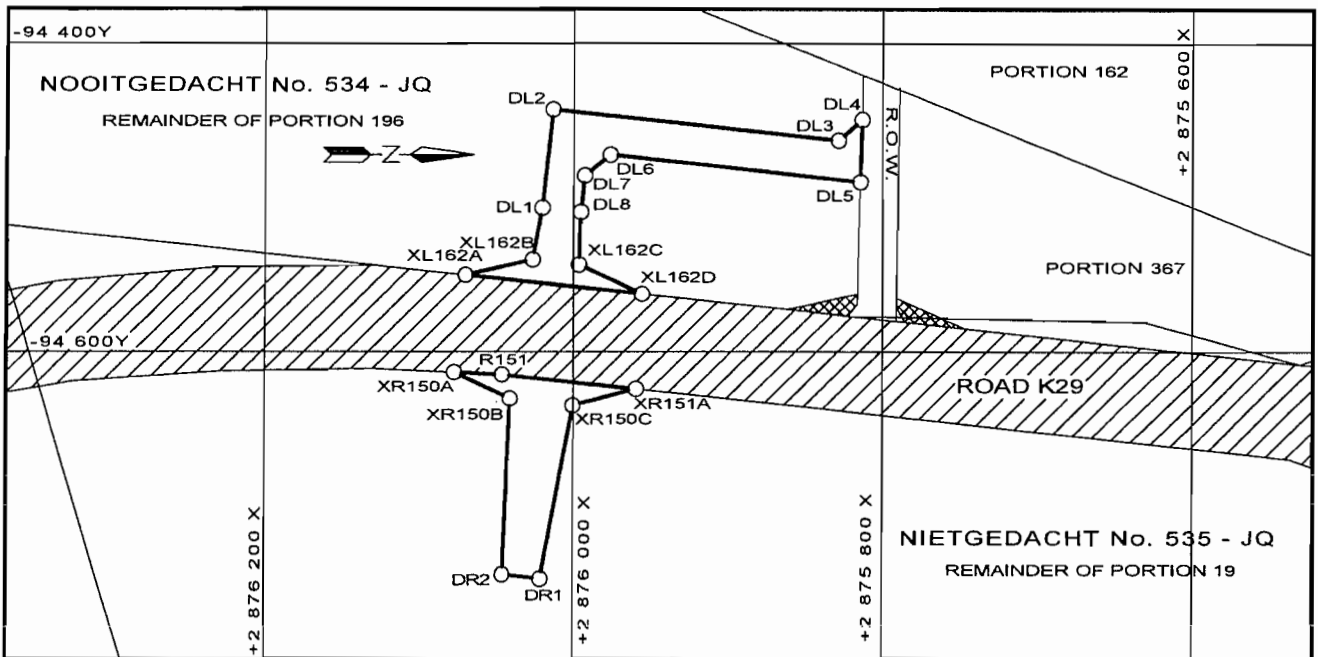 -94 400Y
+2 875 600 X
NOOITGEDACHT No. 534 - JQ
REMAINDER OF PORTION 196
Z
PORTION 162
DL2
DL4
DL3
R.O.W.
DL6
DL7
DL5
DL1
DL8
XL162B
XL162A
XL162C
XL162D
PORTION 367
-94 600Y
R151
XR150A
XR151A
ROAD K29
XR150B
XR150C
+2 876 200 X
+2 876 000 X
+2 875 800 X
NIETGEDACHT No. 535 - JQ
REMAINDER OF PORTION 19
DR2
DR1